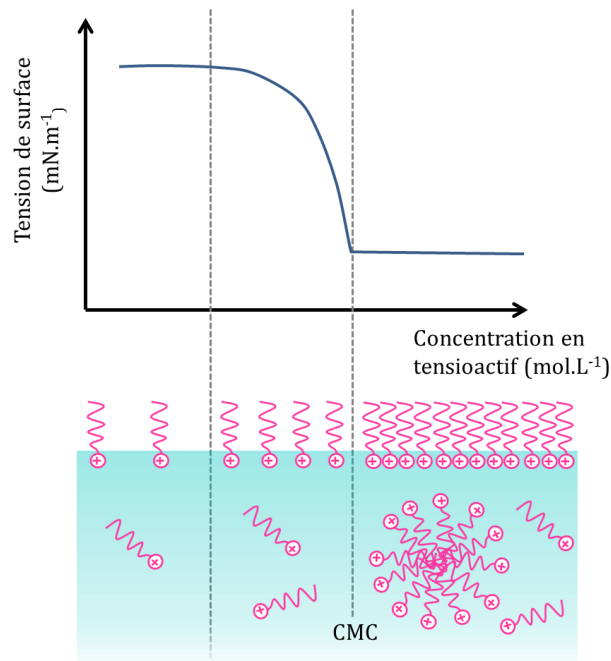 Tension de surface
(mN.m-1)
Concentration en
tensioactif (mol.L-1)
CMC